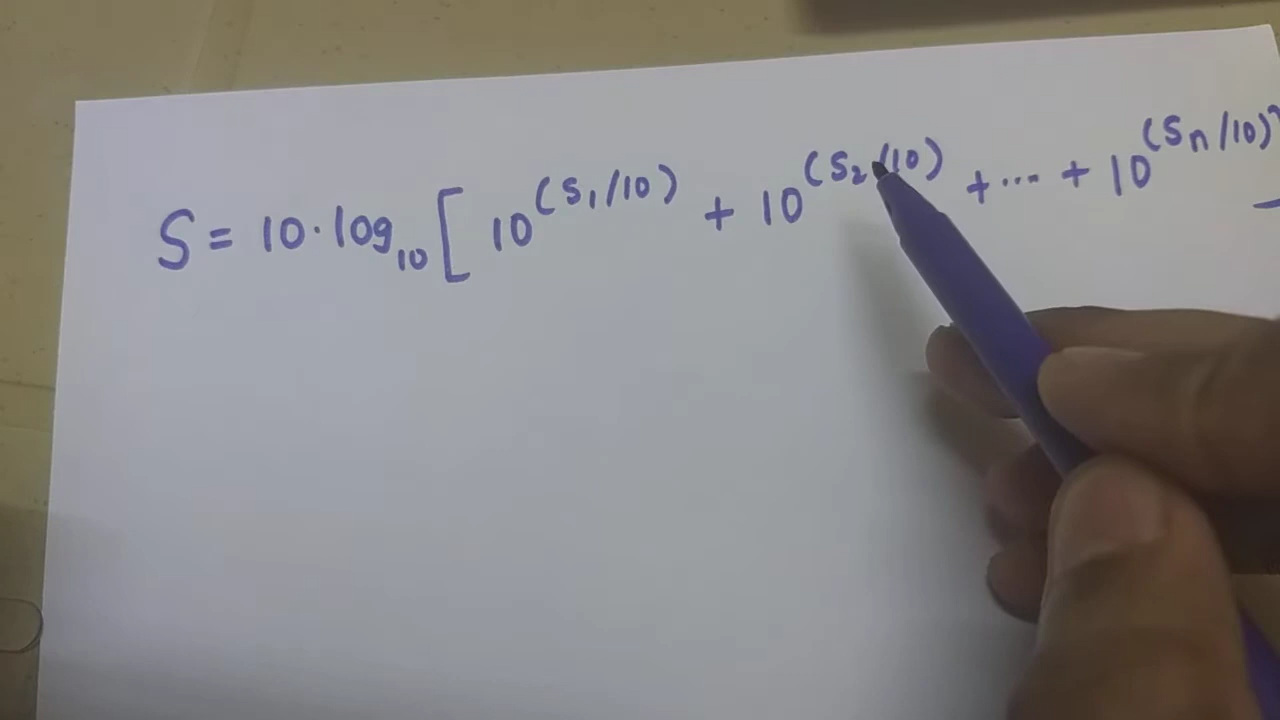 S = 10·log₁₀ [ 10^(S₁/10) + 10^(S₂/10) + ... + 10^(Sn/10) ]